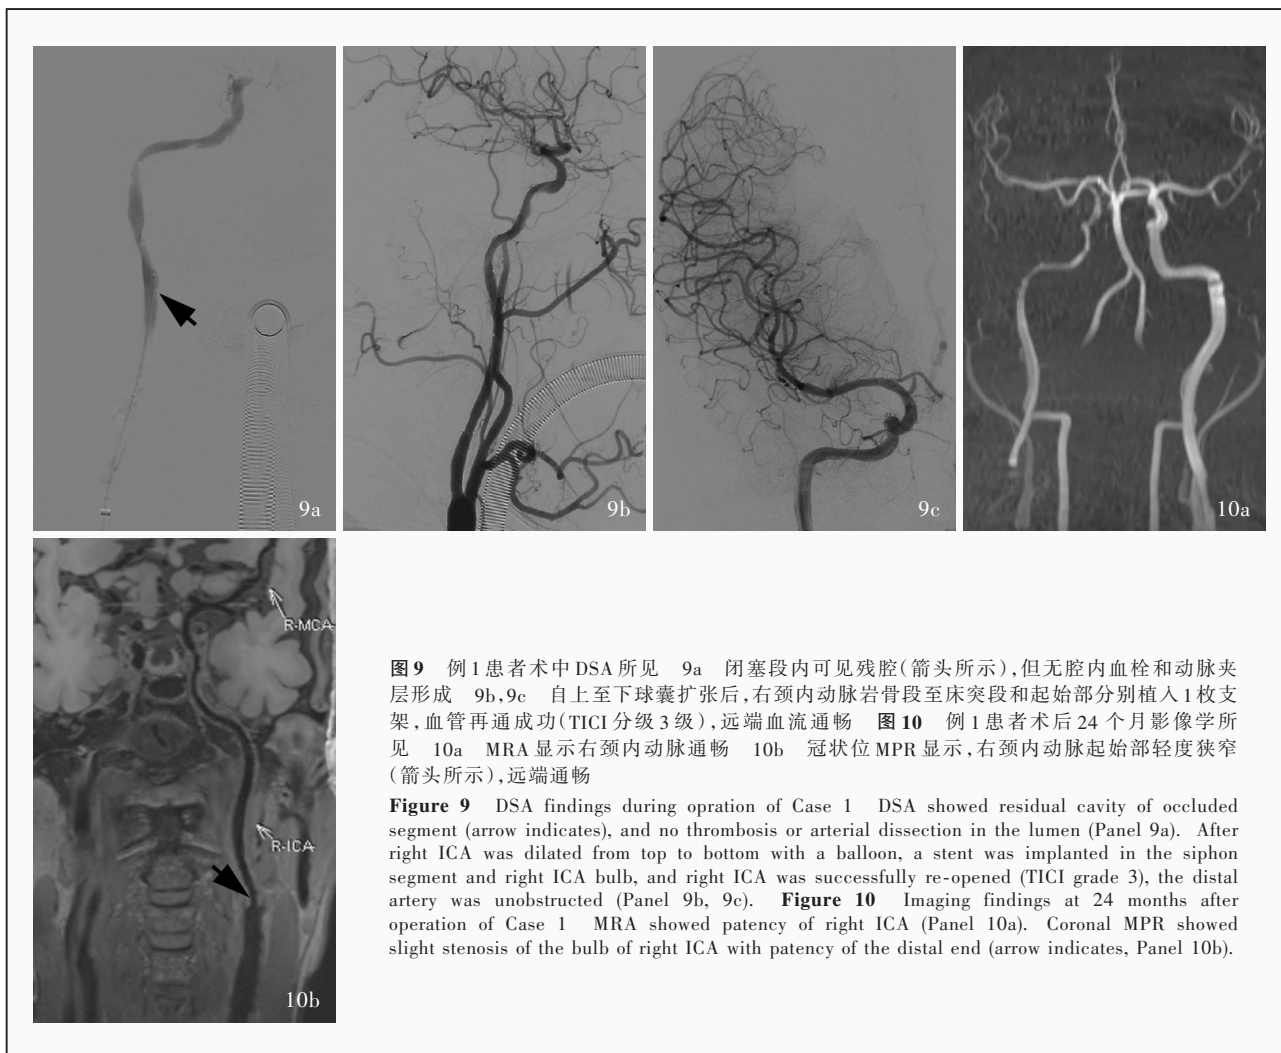 9a
9b
9c
10a
R-MCA
R-ICA
10b
图9 例1患者术中DSA所见 9a 闭塞段内可见残腔(箭头所示),但无腔内血栓和动脉夹
层形成 9b,9c 自上至下球囊扩张后,右颈内动脉岩骨段至床突段和起始部分别植入1枚支
架,血管再通成功(TICI分级3级),远端血流通畅 图10 例1患者术后24个月影像学所
见 10a MRA显示右颈内动脉通畅 10b 冠状位MPR显示,右颈内动脉起始部轻度狭窄
(箭头所示),远端通畅
Figure 9 DSA findings during opration of Case 1 DSA showed residual cavity of occluded
segment (arrow indicates), and no thrombosis or arterial dissection in the lumen (Panel 9a). After
right ICA was dilated from top to bottom with a balloon, a stent was implanted in the siphon
segment and right ICA bulb, and right ICA was successfully re-opened (TICI grade 3), the distal
artery was unobstructed (Panel 9b, 9c). Figure 10 Imaging findings at 24 months after
operation of Case 1 MRA showed patency of right ICA (Panel 10a). Coronal MPR showed
slight stenosis of the bulb of right ICA with patency of the distal end (arrow indicates, Panel 10b).